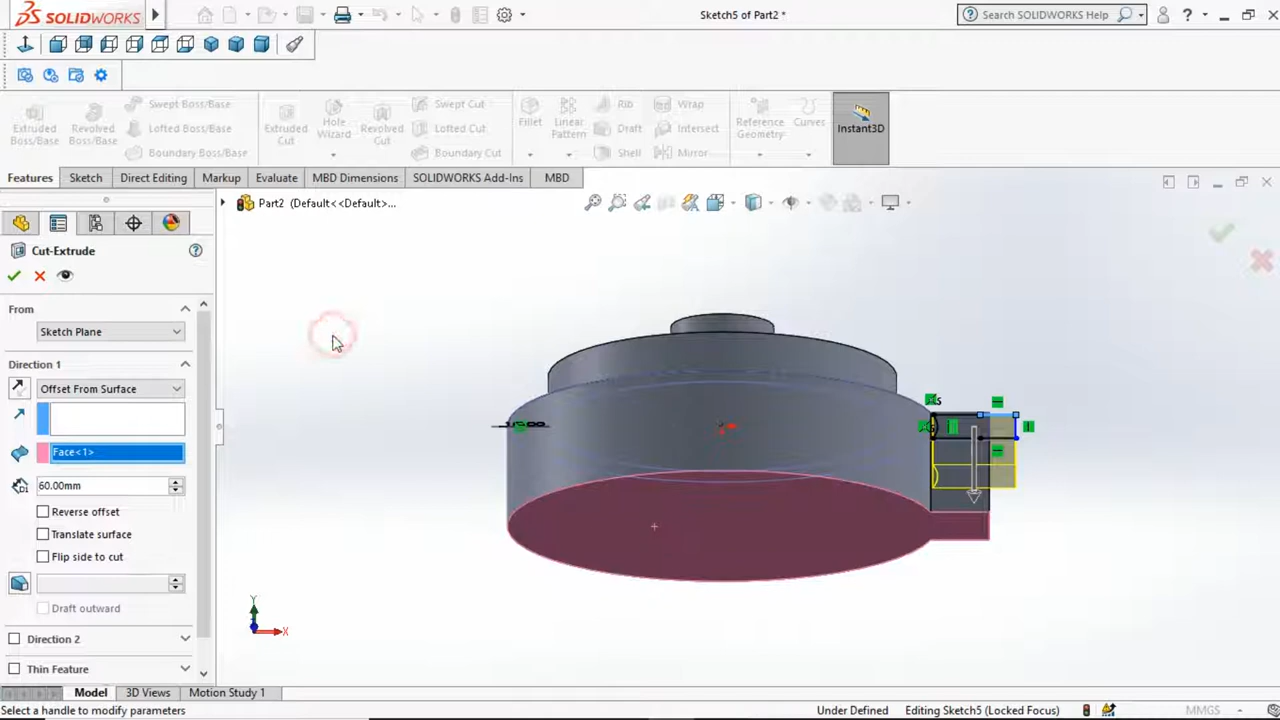 SOLIDWORKS
Sketch5 of Part2 *
Search SOLIDWORKS Help
?
Extruded Boss/Base
Revolved Boss/Base
Swept Boss/Base
Lofted Boss/Base
Boundary Boss/Base
Extruded Cut
Hole Wizard
Revolved Cut
Swept Cut
Lofted Cut
Boundary Cut
Fillet
Linear Pattern
Rib
Draft
Shell
Wrap
Intersect
Mirror
Reference Geometry
Curves
Instant3D
Features Sketch Direct Editing Markup Evaluate MBD Dimensions SOLIDWORKS Add-Ins MBD
Part2 (Default<<Default>...
Cut-Extrude
?
From
Sketch Plane
Direction 1
Offset From Surface
Face<1>
60.00mm
Reverse offset
Translate surface
Flip side to cut
Draft outward
Direction 2
Thin Feature
Y
X
Model 3D Views Motion Study 1
Select a handle to modify parameters
Under Defined Editing Sketch5 (Locked Focus) MMGS